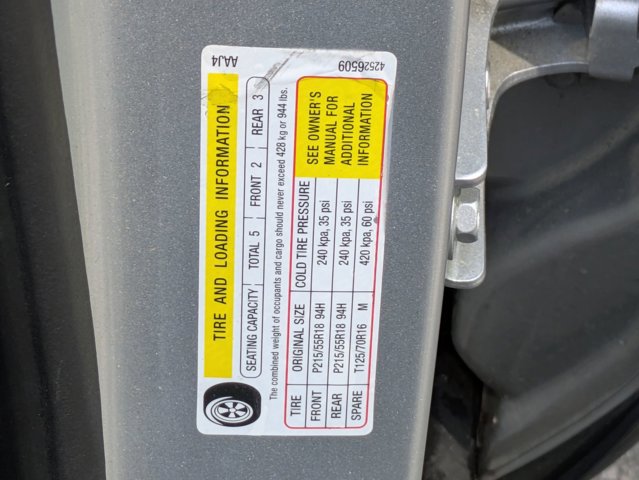 AAJ4
42526509
TIRE AND LOADING INFORMATION
SEATING CAPACITY TOTAL 5 FRONT 2 REAR 3
The combined weight of occupants and cargo should never exceed 428 kg or 944 lbs.
TIRE ORIGINAL SIZE COLD TIRE PRESSURE
FRONT P215/55R18 94H 240 kpa, 35 psi
REAR P215/55R18 94H 240 kpa, 35 psi
SPARE T125/70R16 M 420 kpa, 60 psi
SEE OWNER'S
MANUAL FOR
ADDITIONAL
INFORMATION